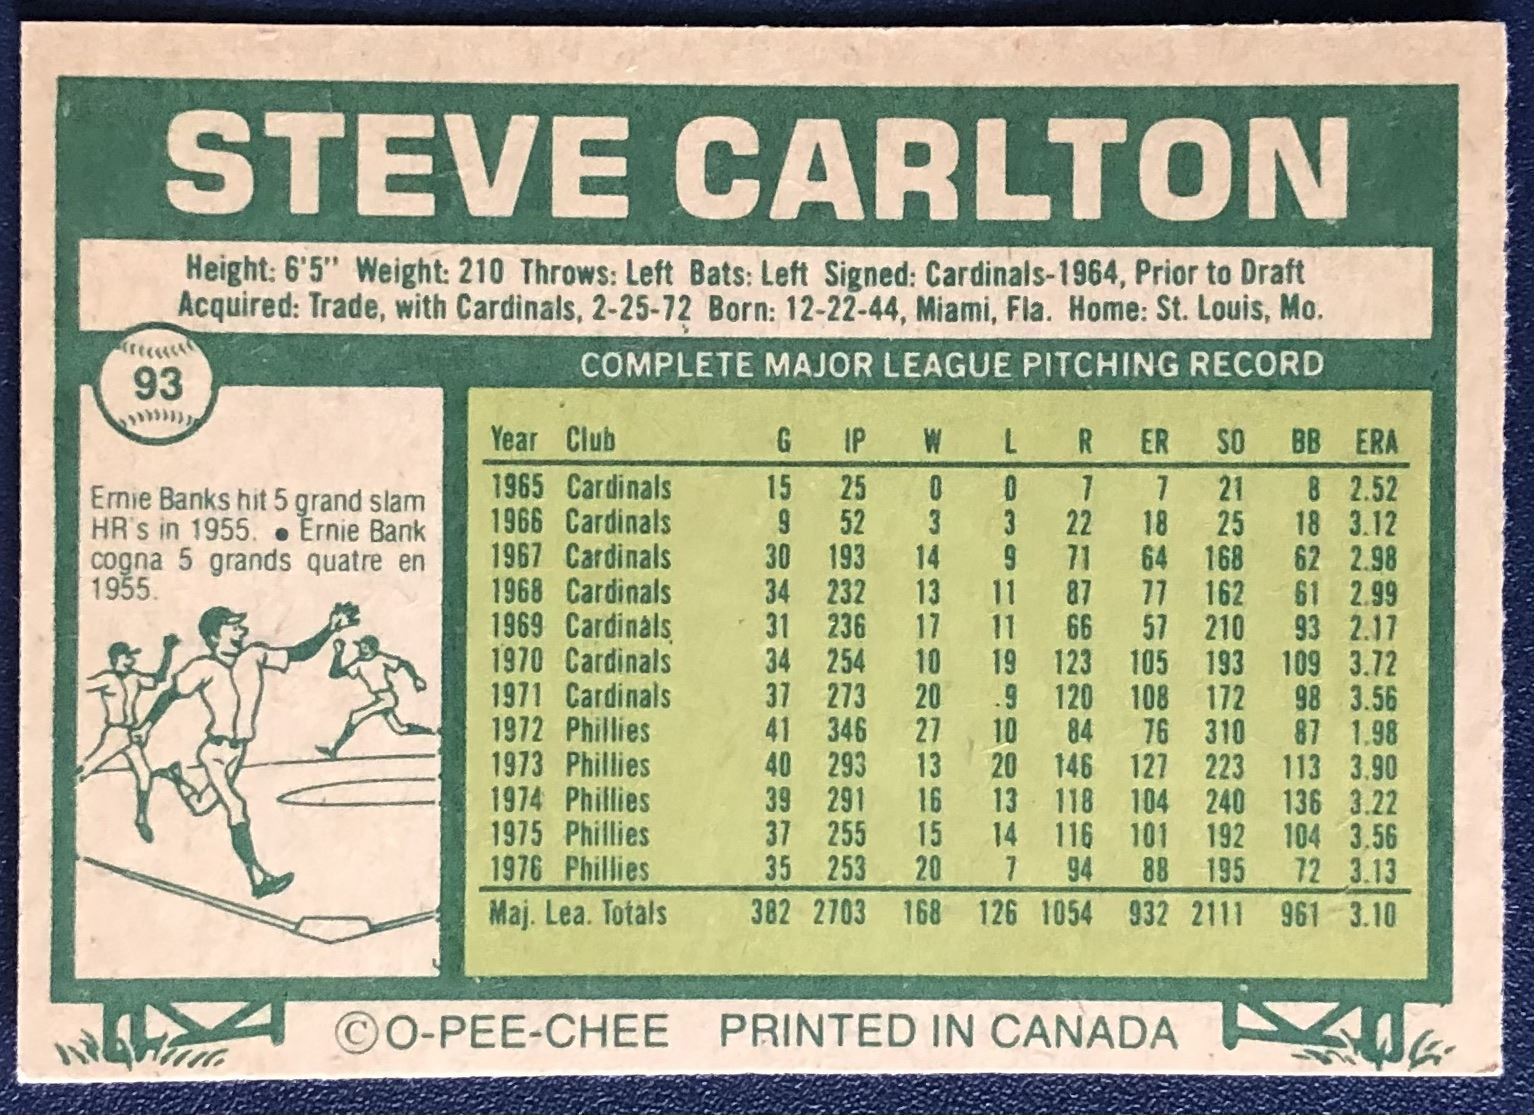 STEVE CARLTON
Height: 6'5" Weight: 210 Throws: Left Bats: Left Signed: Cardinals-1964, Prior to Draft
Acquired: Trade, with Cardinals, 2-25-72 Born: 12-22-44, Miami, Fla. Home: St. Louis, Mo.
93
COMPLETE MAJOR LEAGUE PITCHING RECORD
Ernie Banks hit 5 grand slam
HR's in 1955. • Ernie Bank
cogna 5 grands quatre en
1955.
Year Club G IP W L R ER SO BB ERA
1965 Cardinals 15 25 0 0 7 7 21 8 2.52
1966 Cardinals 9 52 3 3 22 18 25 18 3.12
1967 Cardinals 30 193 14 9 71 64 168 62 2.98
1968 Cardinals 34 232 13 11 87 77 162 61 2.99
1969 Cardinals 31 236 17 11 66 57 210 93 2.17
1970 Cardinals 34 254 10 19 123 105 193 109 3.72
1971 Cardinals 37 273 20 9 120 108 172 98 3.56
1972 Phillies 41 346 27 10 84 76 310 87 1.98
1973 Phillies 40 293 13 20 146 127 223 113 3.90
1974 Phillies 39 291 16 13 118 104 240 136 3.22
1975 Phillies 37 255 15 14 116 101 192 104 3.56
1976 Phillies 35 253 20 7 94 88 195 72 3.13
Maj. Lea. Totals 382 2703 168 126 1054 932 2111 961 3.10
©O-PEE-CHEE PRINTED IN CANADA